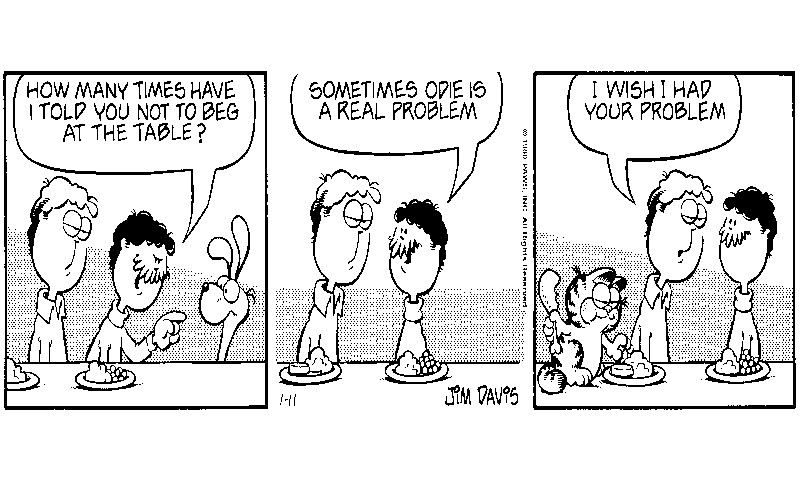 HOW MANY TIMES HAVE
I TOLD YOU NOT TO BEG
AT THE TABLE?
SOMETIMES ODIE IS
A REAL PROBLEM
1-11
JIM DAVIS
I WISH I HAD
YOUR PROBLEM